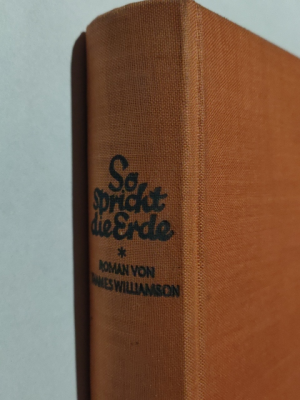 So
spricht
die Erde
*
ROMAN VON
WILLIAMSON